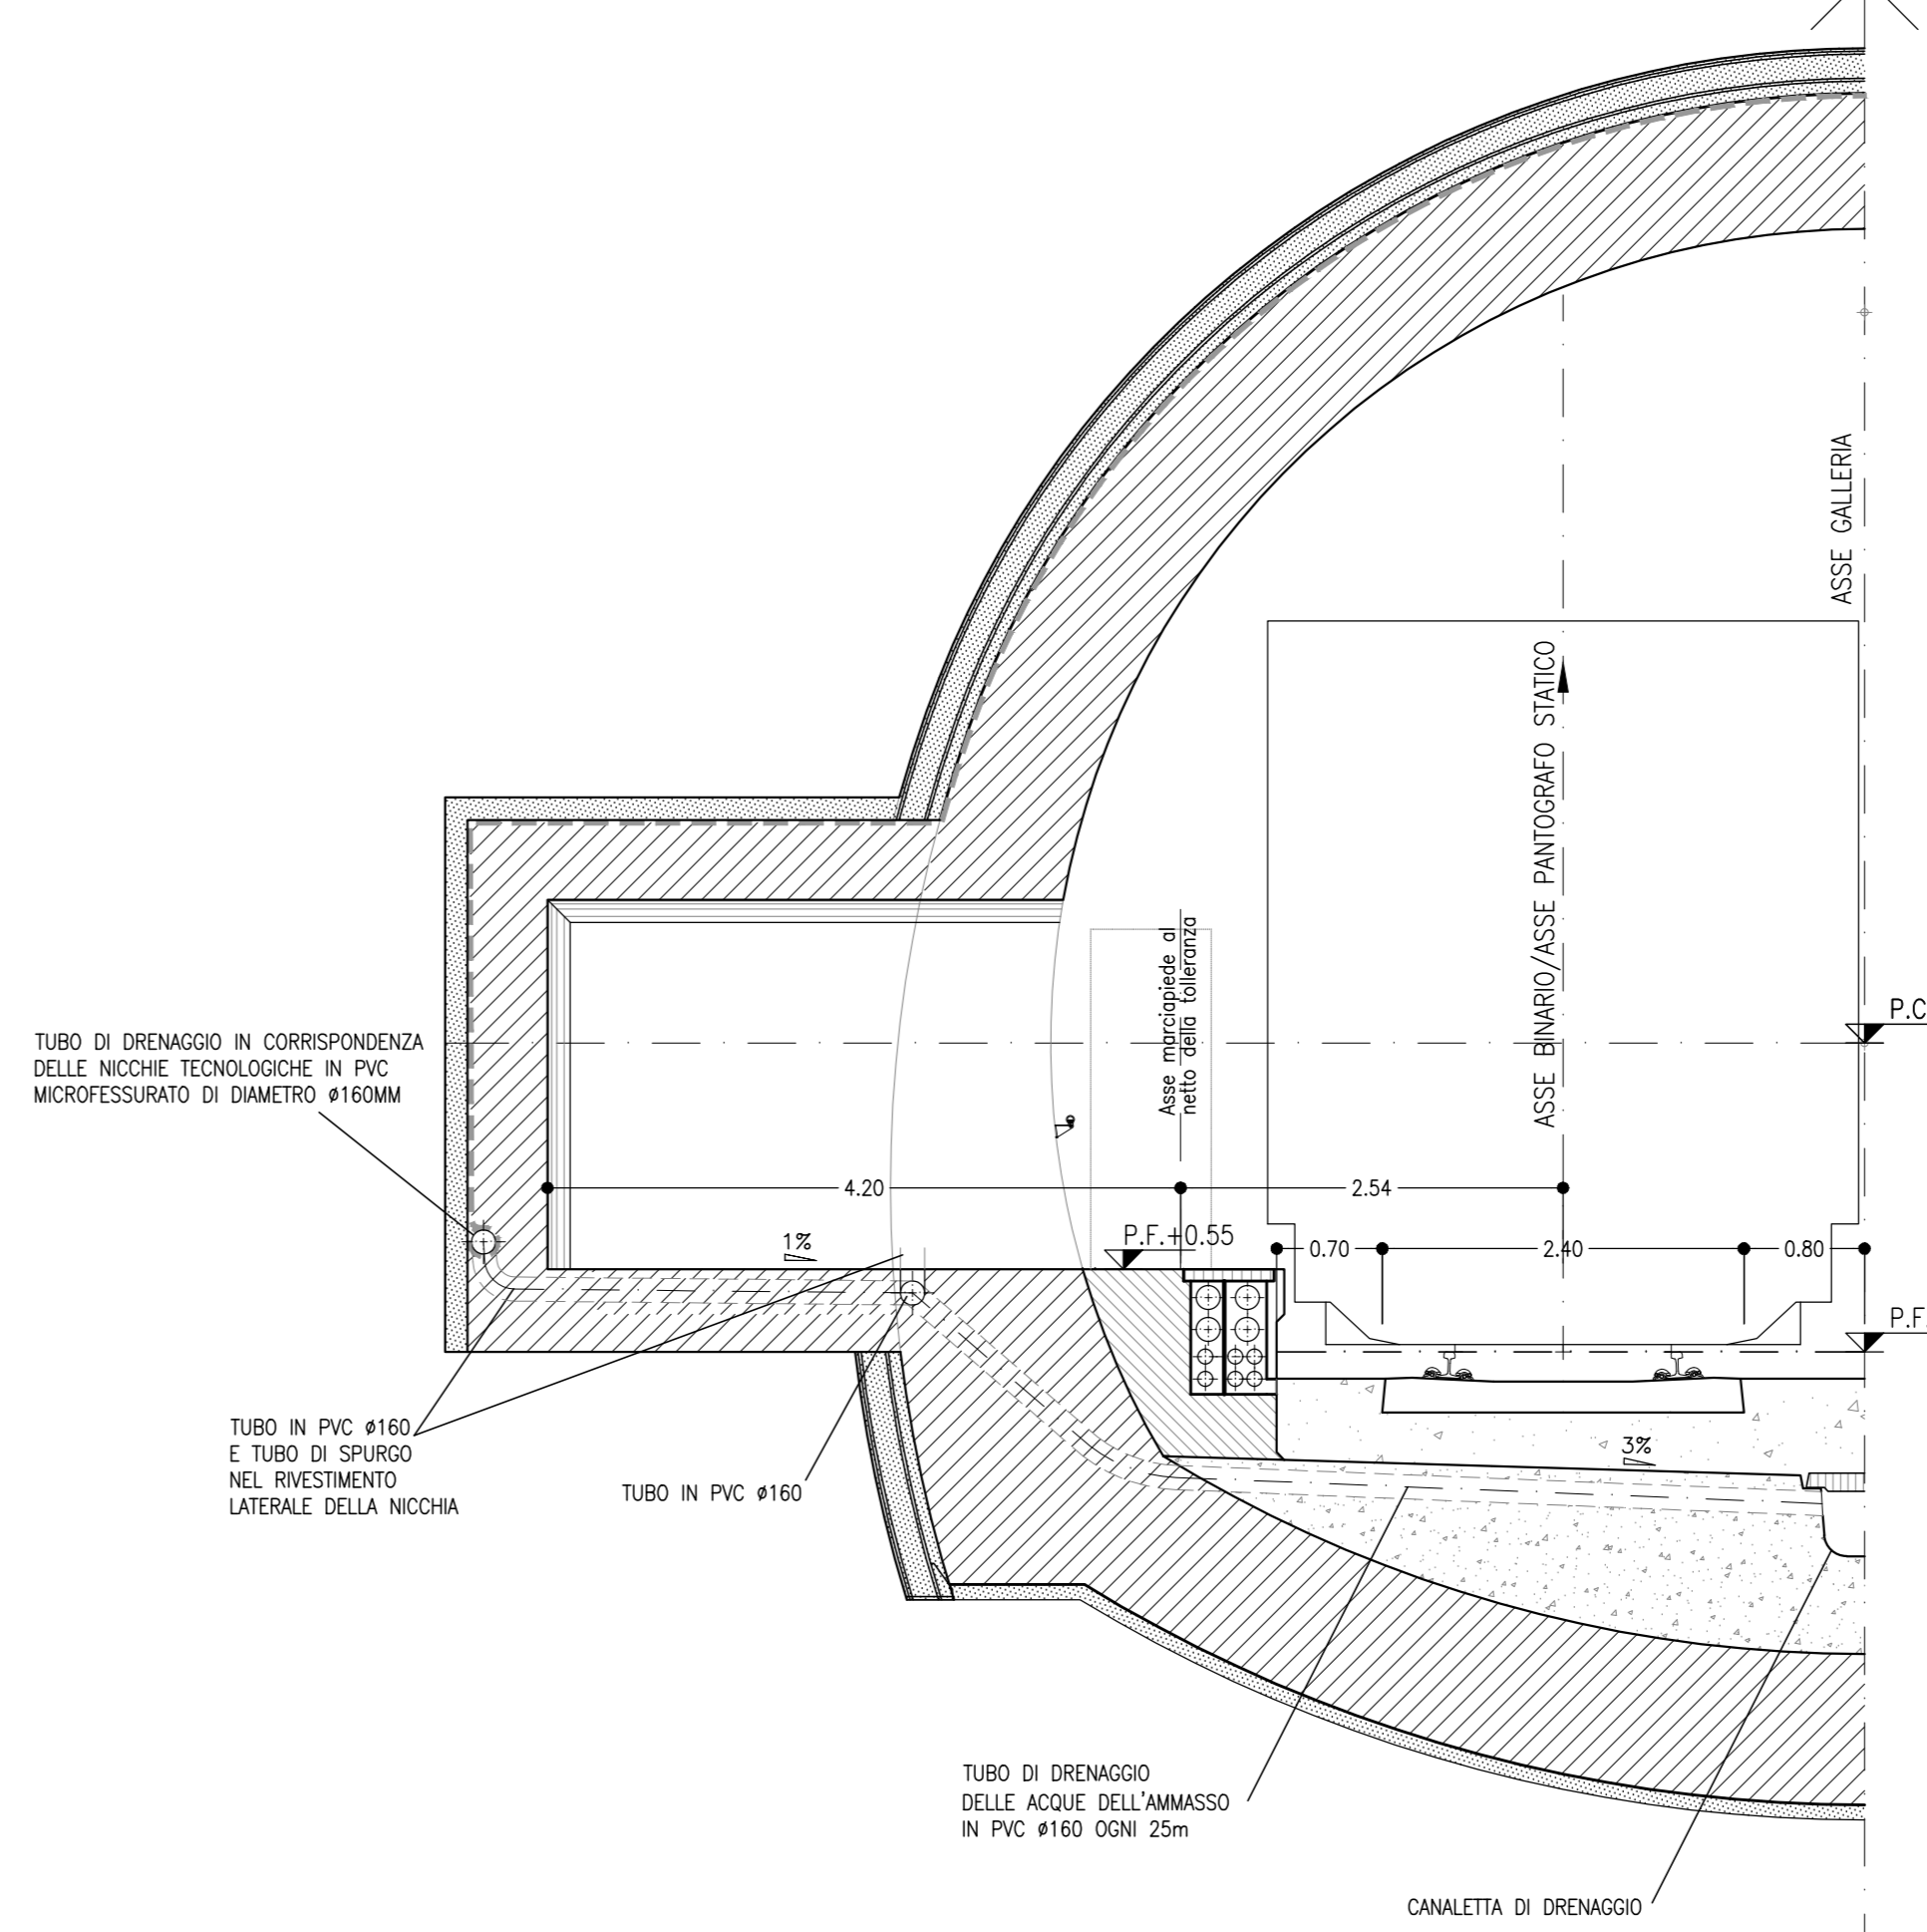 ASSE GALLERIA
ASSE BINARIO/ASSE PANTOGRAFO STATICO
Asse marciapiede al
netto della tolleranza
P.C
TUBO DI DRENAGGIO IN CORRISPONDENZA
DELLE NICCHIE TECNOLOGICHE IN PVC
MICROFESSURATO DI DIAMETRO ø160MM
4.20
2.54
1%
P.F.+0.55
0.70
2.40
0.80
P.F.
TUBO IN PVC ø160
E TUBO DI SPURGO
NEL RIVESTIMENTO
LATERALE DELLA NICCHIA
TUBO IN PVC ø160
3%
TUBO DI DRENAGGIO
DELLE ACQUE DELL'AMMASSO
IN PVC ø160 OGNI 25m
CANALETTA DI DRENAGGIO